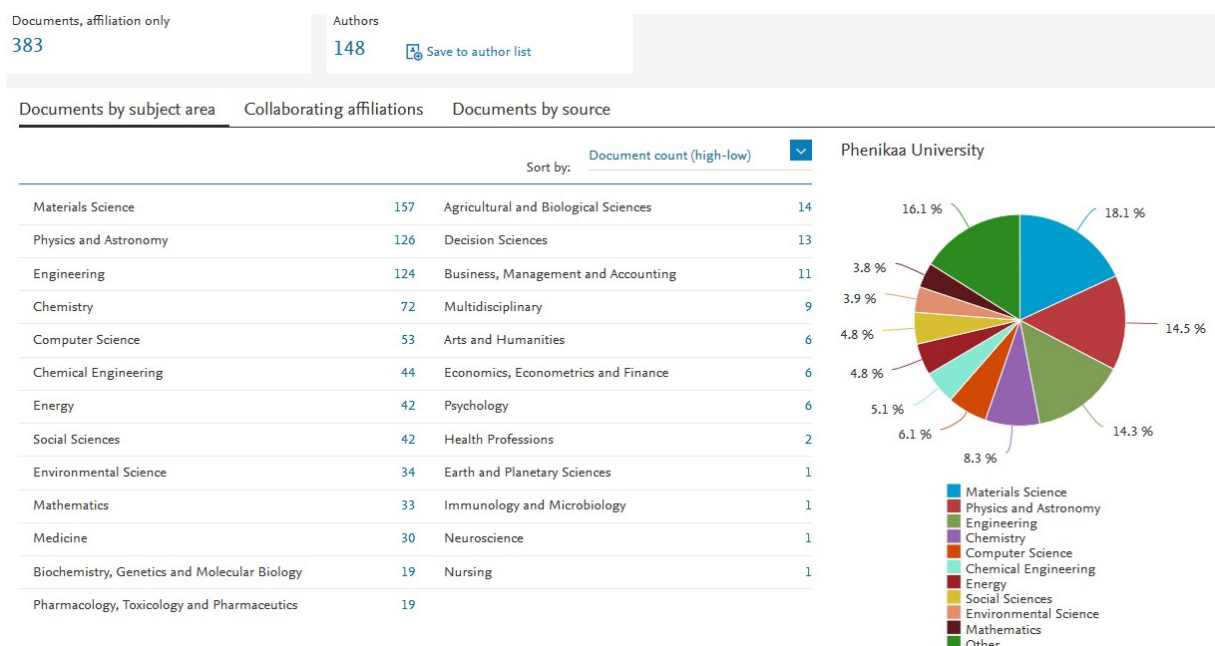 Documents, affiliation only
383
Authors
148
Save to author list
Documents by subject area
Collaborating affiliations
Documents by source
Sort by:
Document count (high-low)
Materials Science 157
Physics and Astronomy 126
Engineering 124
Chemistry 72
Computer Science 53
Chemical Engineering 44
Energy 42
Social Sciences 42
Environmental Science 34
Mathematics 33
Medicine 30
Biochemistry, Genetics and Molecular Biology 19
Pharmacology, Toxicology and Pharmaceutics 19
Agricultural and Biological Sciences 14
Decision Sciences 13
Business, Management and Accounting 11
Multidisciplinary 9
Arts and Humanities 6
Economics, Econometrics and Finance 6
Psychology 6
Health Professions 2
Earth and Planetary Sciences 1
Immunology and Microbiology 1
Neuroscience 1
Nursing 1
Phenikaa University
16.1 %
18.1 %
3.8 %
3.9 %
4.8 %
14.5 %
4.8 %
5.1 %
6.1 %
14.3 %
8.3 %
Materials Science
Physics and Astronomy
Engineering
Chemistry
Computer Science
Chemical Engineering
Energy
Social Sciences
Environmental Science
Mathematics
Other